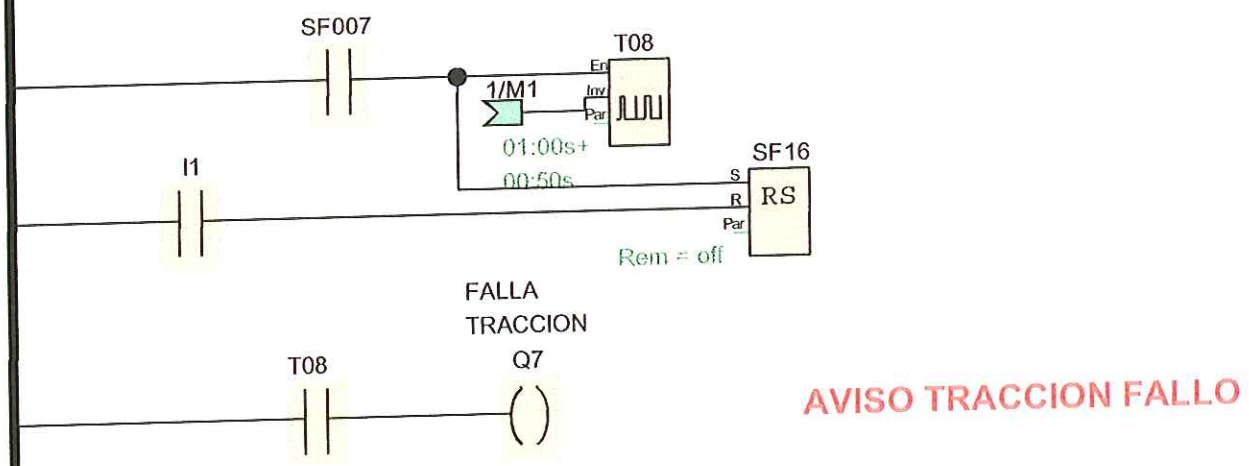 SF007
T08
En
1/M1
Inv
Par
01:00s+
00:50s
SF16
I1
S
RS
R
Par
Rem = off
FALLA
TRACCION
T08
Q7
AVISO TRACCION FALLO